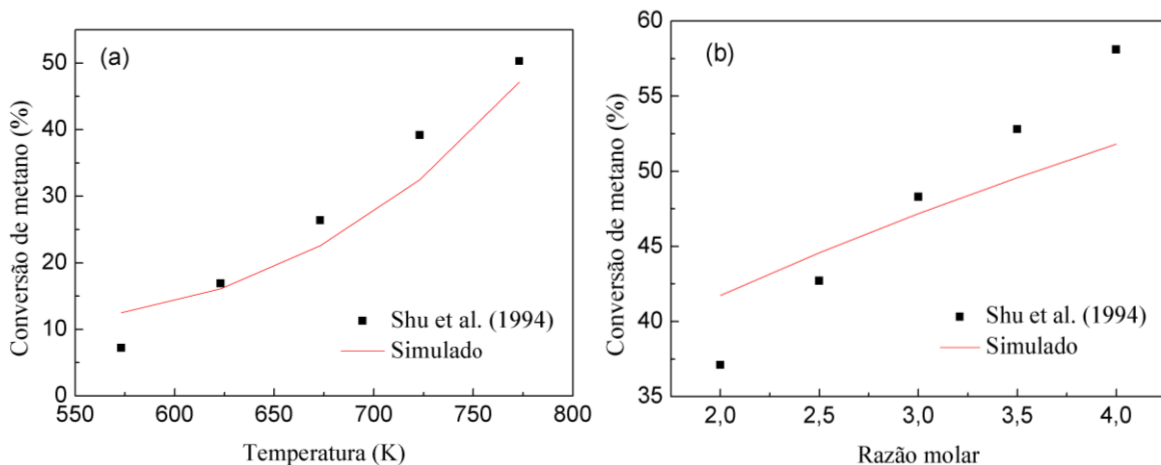 (a)
Conversão de metano (%)
50
40
30
20
10
0
Shu et al. (1994)
Simulado
550
600
650
700
750
800
Temperatura (K)
(b)
Conversão de metano (%)
60
55
50
45
40
35
Shu et al. (1994)
Simulado
2,0
2,5
3,0
3,5
4,0
Razão molar